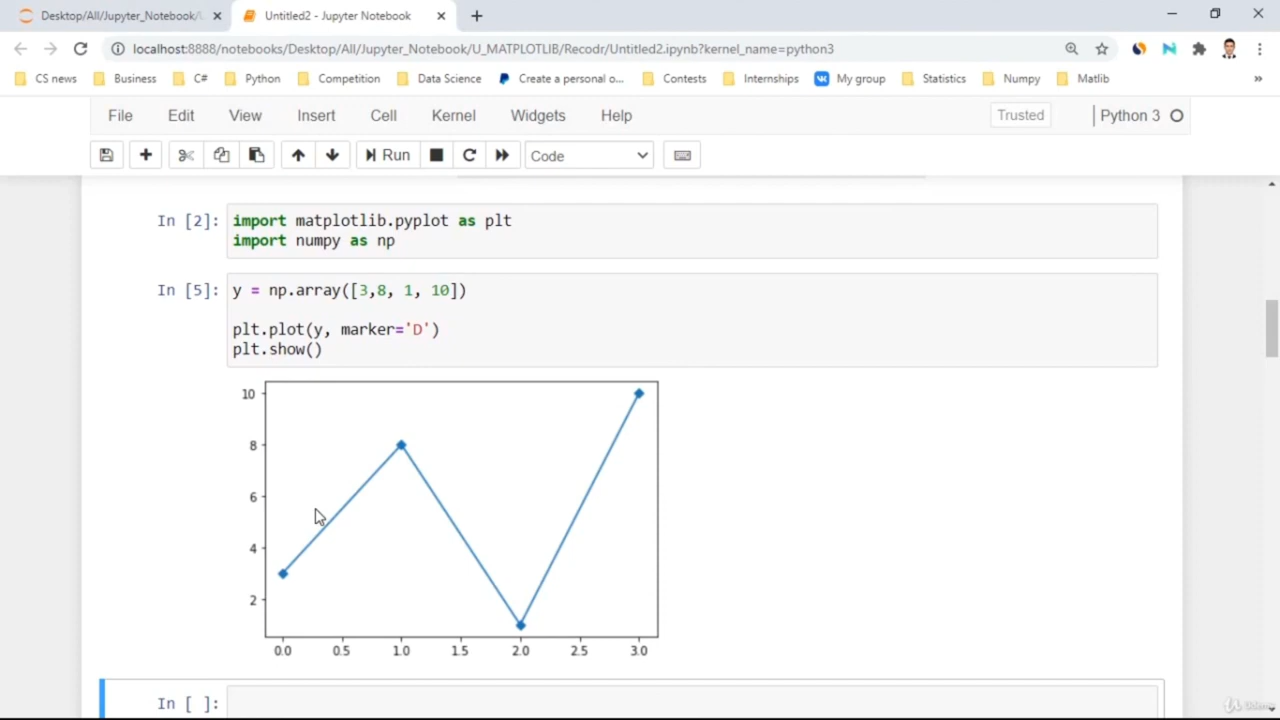 Desktop/All/Jupyter_Notebook/
Untitled2 - Jupyter Notebook
localhost:8888/notebooks/Desktop/All/Jupyter_Notebook/U_MATPLOTLIB/Recodr/Untitled2.ipynb?kernel_name=python3
CS news Business C# Python Competition Data Science Create a personal o... Contests Internships My group Statistics Numpy Matlib »
File Edit View Insert Cell Kernel Widgets Help Trusted Python 3
Run Code
In [2]: import matplotlib.pyplot as plt
import numpy as np
In [5]: y = np.array([3,8, 1, 10])
plt.plot(y, marker='D')
plt.show()
10
8
6
4
2
0.0 0.5 1.0 1.5 2.0 2.5 3.0
In [ ]: